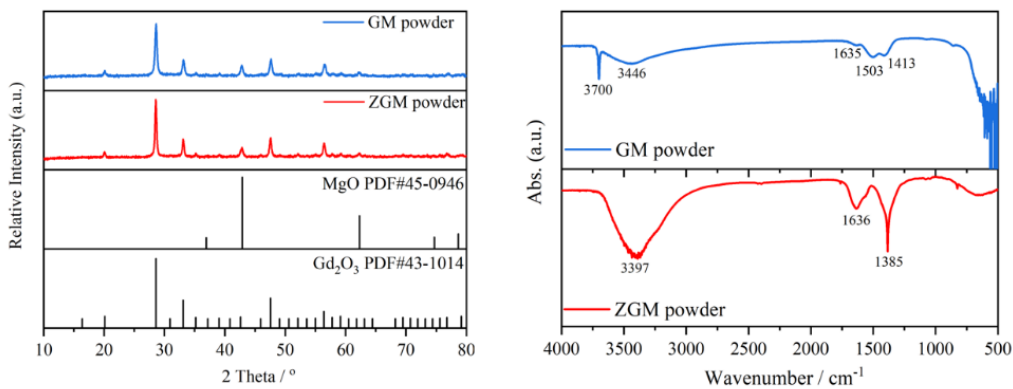 Relative Intensity (a.u.)
GM powder
ZGM powder
MgO PDF#45-0946
Gd₂O₃ PDF#43-1014
10 20 30 40 50 60 70 80
2 Theta / °
Abs. (a.u.)
3700
3446
1635
1503
1413
GM powder
3397
1636
1385
ZGM powder
4000 3500 3000 2500 2000 1500 1000 500
Wavenumber / cm⁻¹